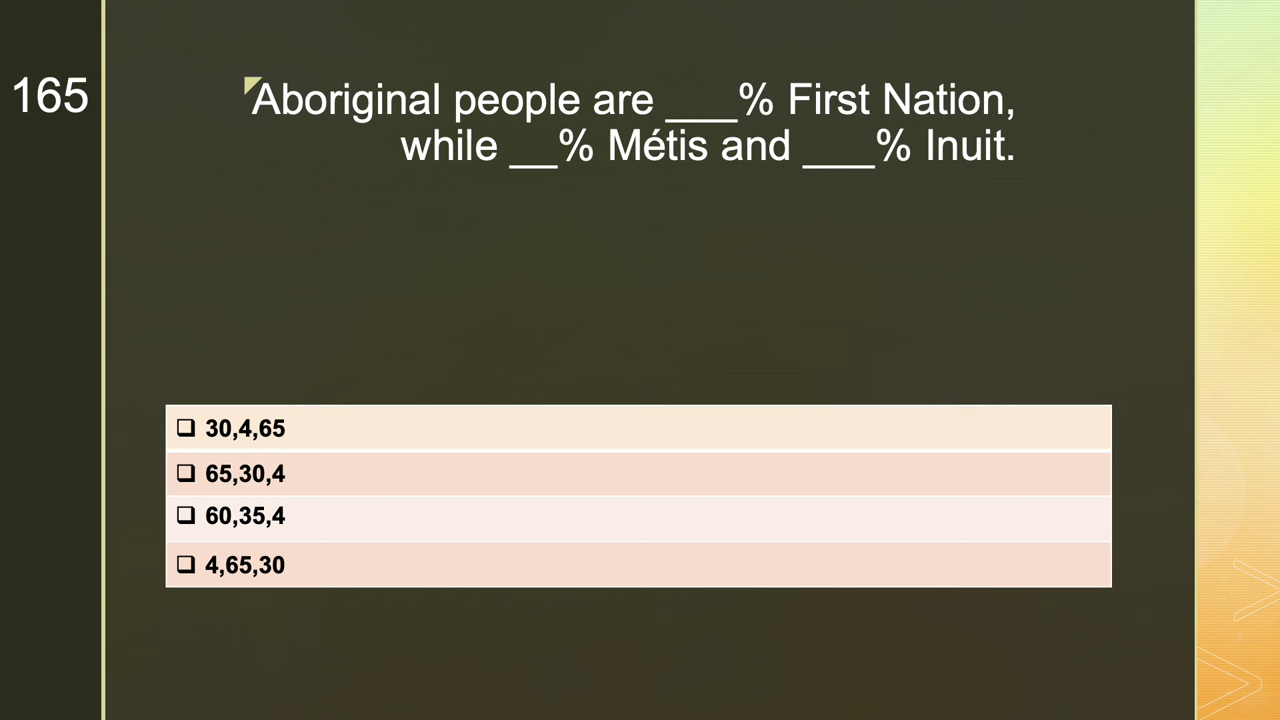 165
Aboriginal people are ___% First Nation,
while __% Métis and ___% Inuit.
❑ 30,4,65
❑ 65,30,4
❑ 60,35,4
❑ 4,65,30